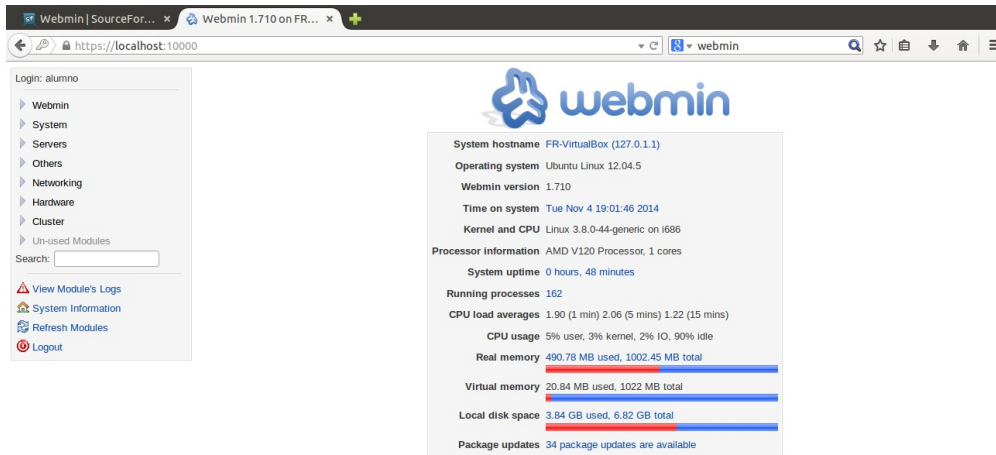 Webmin | SourceFor...
Webmin 1.710 on FR...
https://localhost:10000
webmin
Login: alumno
Webmin
System
Servers
Others
Networking
Hardware
Cluster
Un-used Modules
Search:
View Module's Logs
System Information
Refresh Modules
Logout
webmin
System hostname FR-VirtualBox (127.0.1.1)
Operating system Ubuntu Linux 12.04.5
Webmin version 1.710
Time on system Tue Nov 4 19:01:46 2014
Kernel and CPU Linux 3.8.0-44-generic on i686
Processor information AMD V120 Processor, 1 cores
System uptime 0 hours, 48 minutes
Running processes 162
CPU load averages 1.90 (1 min) 2.06 (5 mins) 1.22 (15 mins)
CPU usage 5% user, 3% kernel, 2% IO, 90% idle
Real memory 490.78 MB used, 1002.45 MB total
Virtual memory 20.84 MB used, 1022 MB total
Local disk space 3.84 GB used, 6.82 GB total
Package updates 34 package updates are available